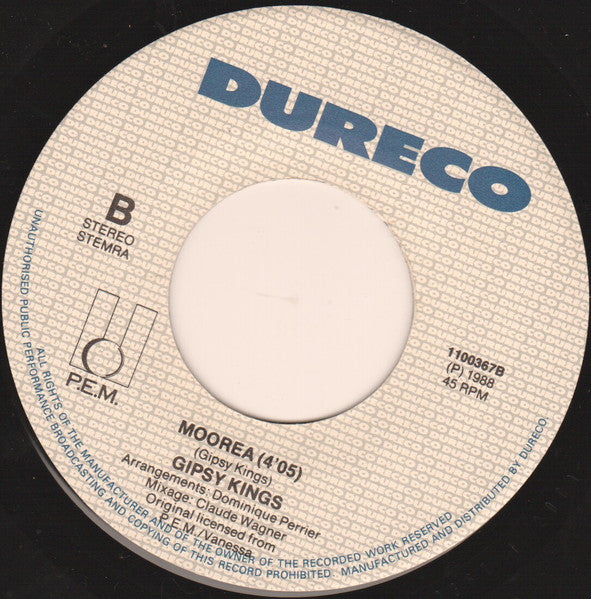 DURECO
B
STEREO
STEMRA
P.E.M.
1100367B
(P) 1988
45 RPM
MOOREA (4'05)
(Gipsy Kings)
GIPSY KINGS
Arrangements: Dominique Perrier
Mixage: Claude Wagner
Original licensed from
P.E.M./Vanessa
ALL RIGHTS OF THE MANUFACTURER AND OF THE OWNER OF THE RECORDED WORK RESERVED
UNAUTHORISED PUBLIC PERFORMANCE BROADCASTING AND COPYING OF THIS RECORD PROHIBITED. MANUFACTURED AND DISTRIBUTED BY DURECO